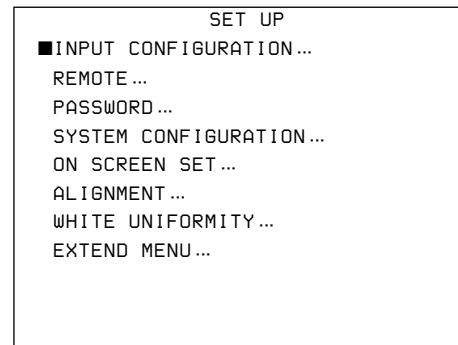 SET UP
■INPUT CONFIGURATION…
REMOTE…
PASSWORD…
SYSTEM CONFIGURATION…
ON SCREEN SET…
ALIGNMENT…
WHITE UNIFORMITY…
EXTEND MENU…